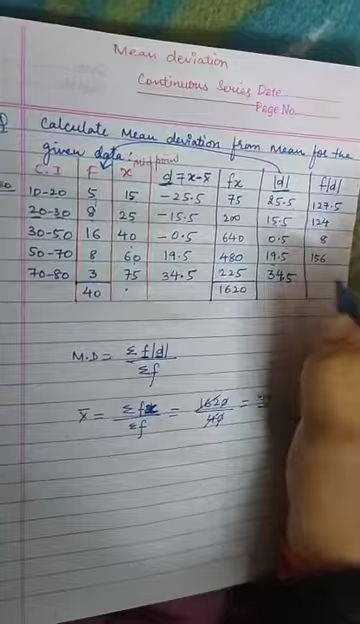 Mean deviation
Continuous Series Date
Page No.
Calculate Mean deviation from Mean for the
given data:
C.I F x mid point d = x-x̄ fx |d| f|d|
10-20 5 15 -25.5 75 25.5 127.5
20-30 8 25 -15.5 200 15.5 124
30-50 16 40 -0.5 640 0.5 8
50-70 8 60 19.5 480 19.5 156
70-80 3 75 34.5 225 34.5
40 1620
M.D = Σf|d| / Σf
x̄ = Σfx / Σf = 1620 / 40 =